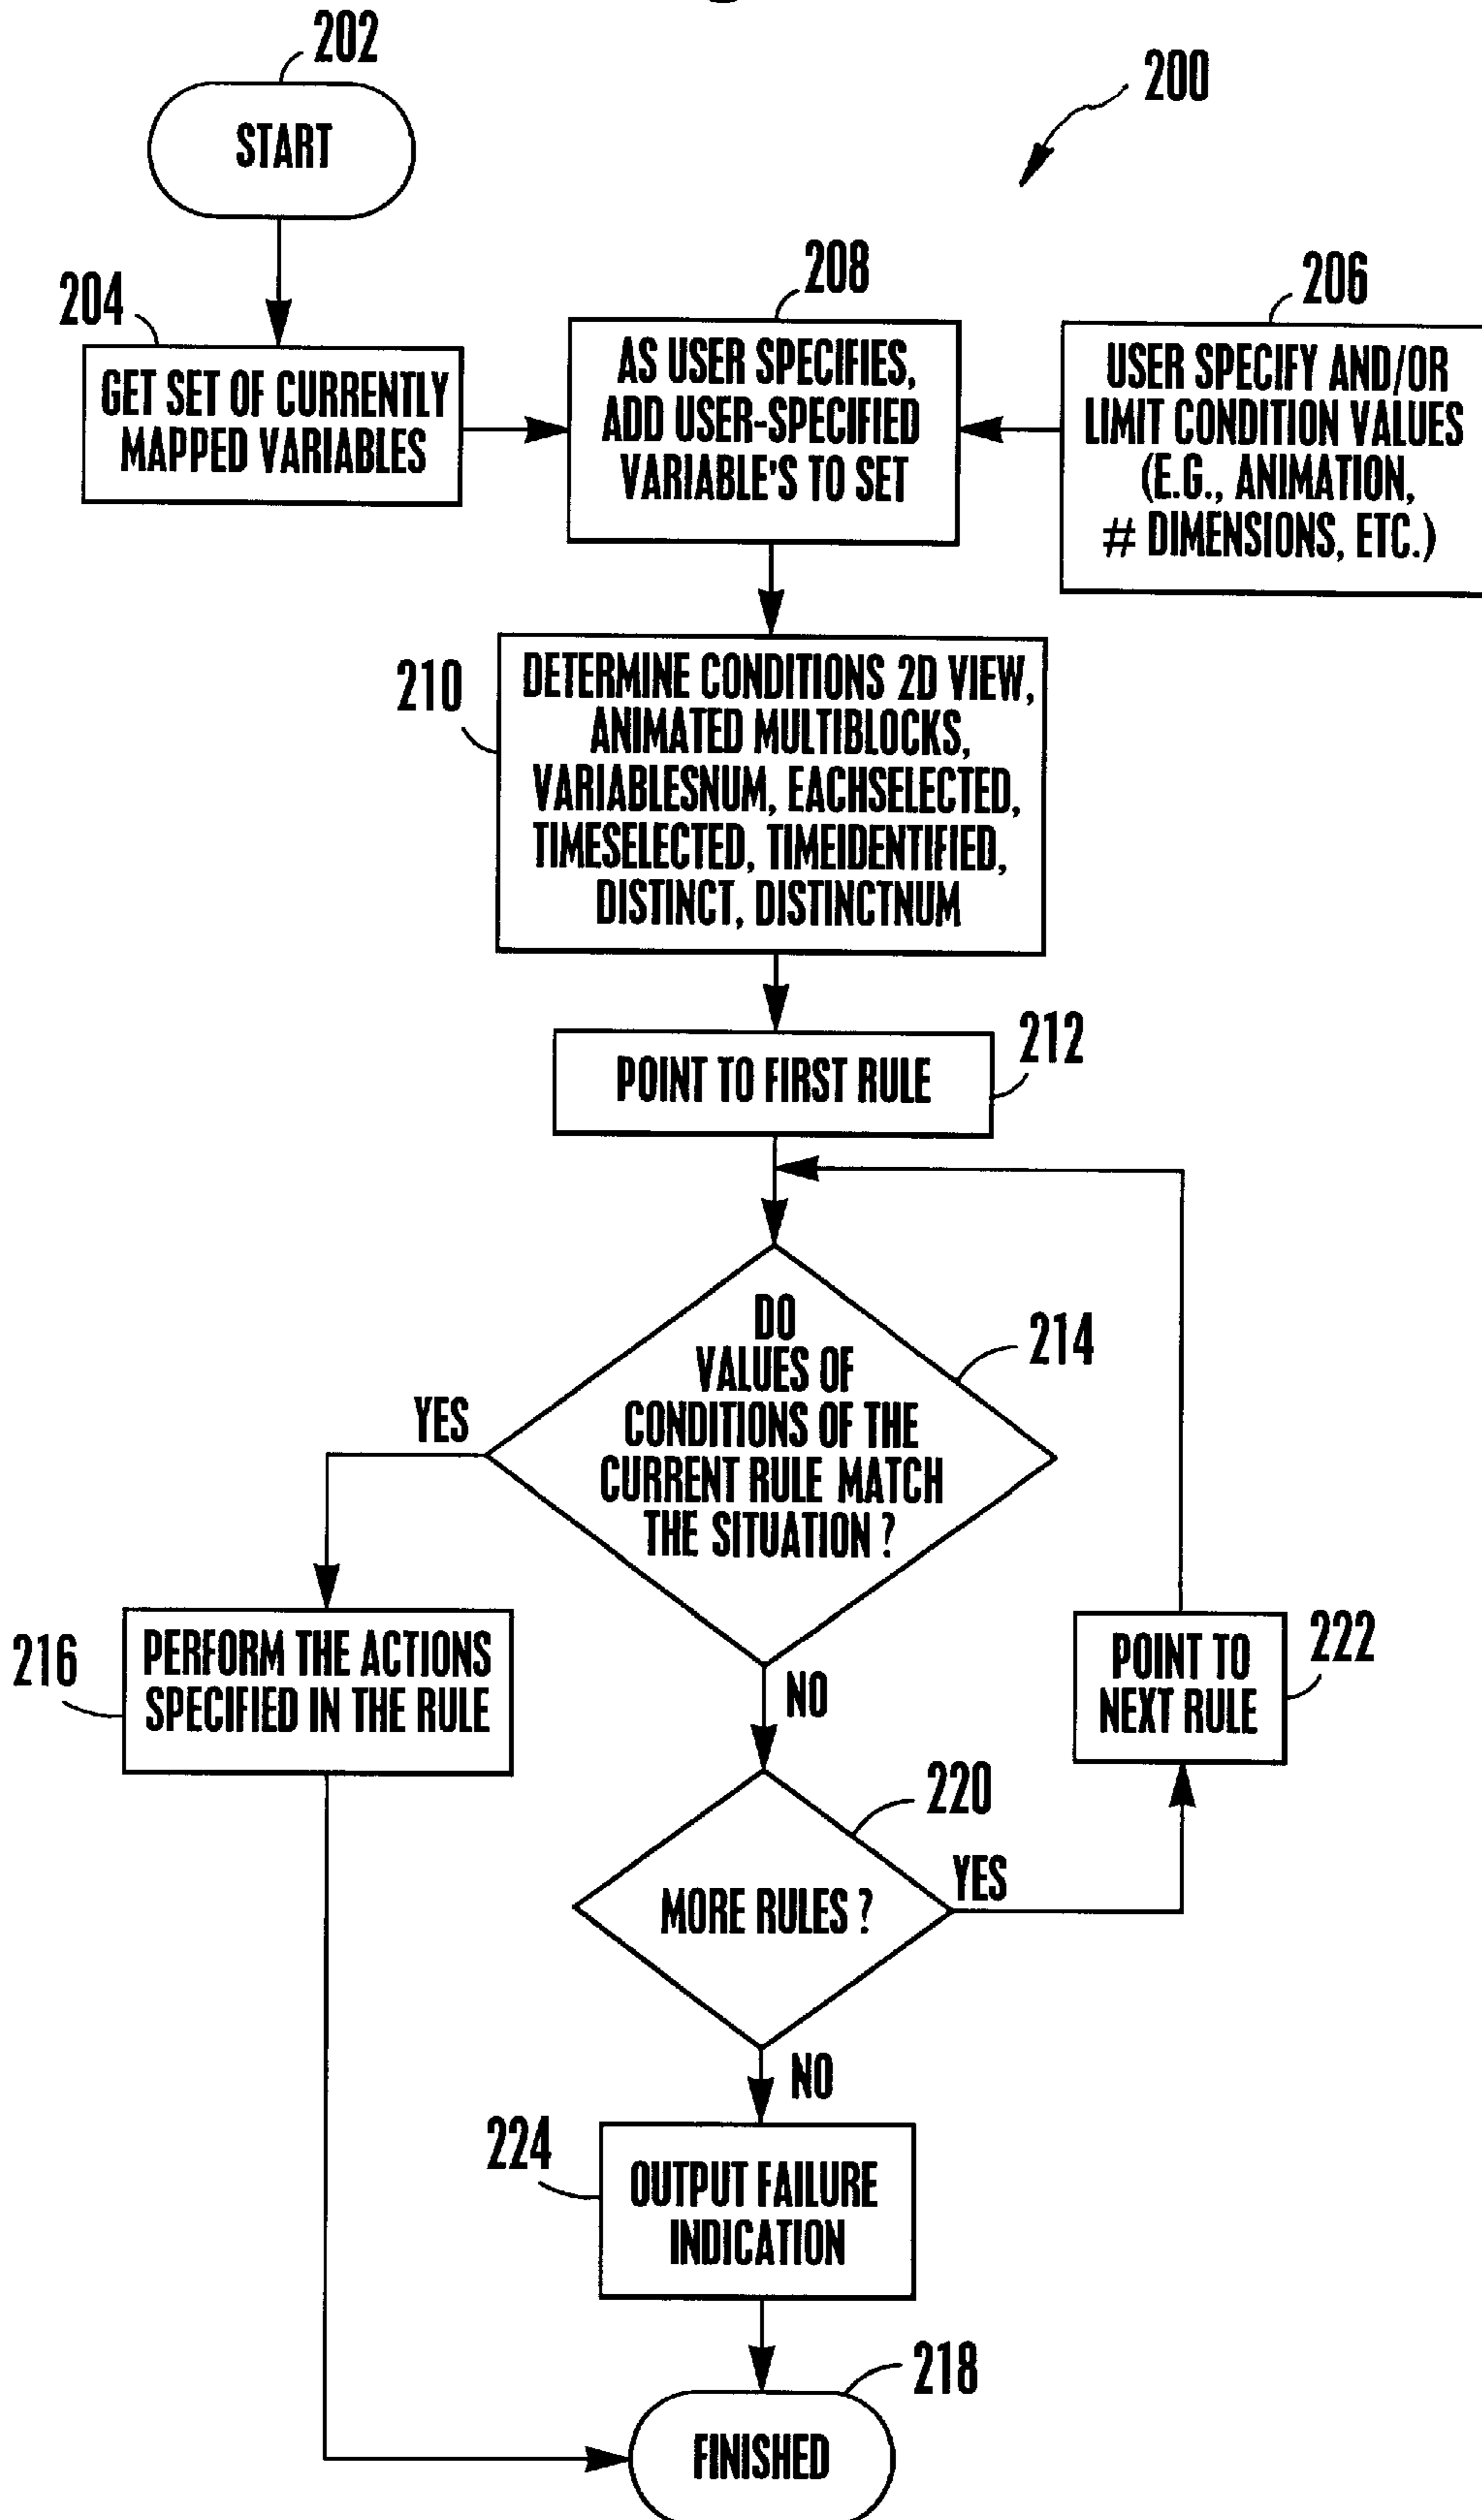 202
200
START
204
208
206
GET SET OF CURRENTLY
MAPPED VARIABLES
AS USER SPECIFIES,
ADD USER-SPECIFIED
VARIABLE'S TO SET
USER SPECIFY AND/OR
LIMIT CONDITION VALUES
(E.G., ANIMATION,
# DIMENSIONS, ETC.)
210
DETERMINE CONDITIONS 2D VIEW,
ANIMATED MULTIBLOCKS,
VARIABLESNUM, EACHSELECTED,
TIMESELECTED, TIMEIDENTIFIED,
DISTINCT, DISTINCTNUM
212
POINT TO FIRST RULE
214
DO
VALUES OF
CONDITIONS OF THE
CURRENT RULE MATCH
THE SITUATION ?
YES
216
PERFORM THE ACTIONS
SPECIFIED IN THE RULE
NO
222
POINT TO
NEXT RULE
220
MORE RULES ?
YES
NO
224
OUTPUT FAILURE
INDICATION
218
FINISHED